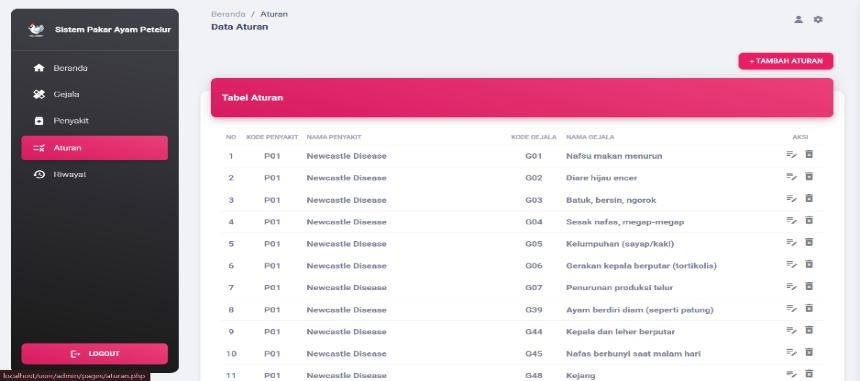 Sistem Pakar Ayam Petelur
Beranda
Gejala
Penyakit
Aturan
Riwayat
LOGOUT
localhost/user/admin/pages/aturan.php
Beranda / Aturan
Data Aturan
+ TAMBAH ATURAN
Tabel Aturan
NO KODE PENYAKIT NAMA PENYAKIT KODE GEJALA NAMA GEJALA AKSI
1 P01 Newcastle Disease G01 Nafsu makan menurun
2 P01 Newcastle Disease G02 Diare hijau encer
3 P01 Newcastle Disease G03 Batuk, bersin, ngorok
4 P01 Newcastle Disease G04 Sesak nafas, megap-megap
5 P01 Newcastle Disease G05 Kelumpuhan (sayap/kaki)
6 P01 Newcastle Disease G06 Gerakan kepala berputar (tortikolis)
7 P01 Newcastle Disease G07 Penurunan produksi telur
8 P01 Newcastle Disease G39 Ayam berdiri diam (seperti patung)
9 P01 Newcastle Disease G44 Kepala dan leher berputar
10 P01 Newcastle Disease G45 Nafas berbunyi saat malam hari
11 P01 Newcastle Disease G48 Kejang